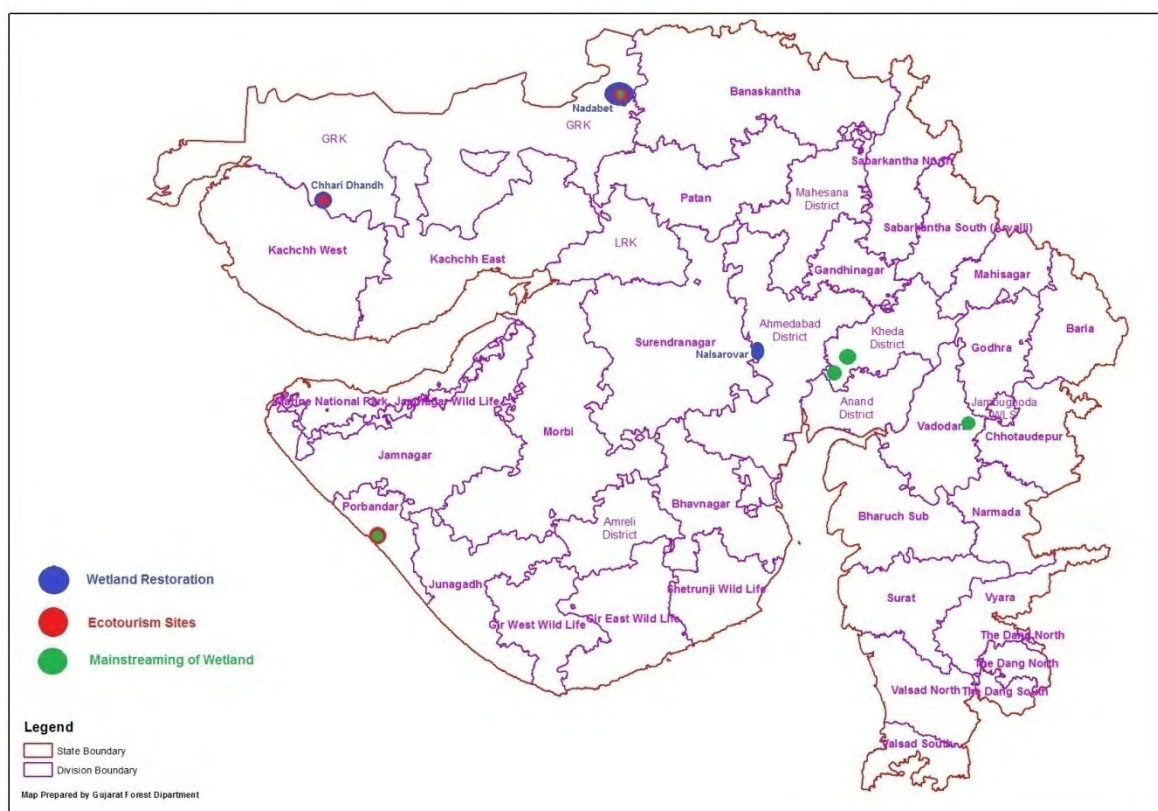 Banaskantha
Nadabet
GRK
GRK
Sabarkantha North
Chhari Dhandh
Patan
Mahesana
District
Sabarkantha South (Arvalli)
Kachchh West
LRK
Kachchh East
Gandhinagar
Mahisagar
Ahmedabad
District
Kheda
District
Baria
Surendranagar
Nalsarovar
Godhra
Anand
District
Jambughoda
WLS
Marine National Park, Jamnagar Wild Life
Vadodara
Morbi
Chhotaudepur
Jamnagar
Porbandar
Bhavnagar
Amreli
District
Bharuch Sub
Narmada
Junagadh
Shetrunji Wild Life
Surat
Vyara
Gir West Wild Life
Gir East Wild Life
The Dang North
The Dang North
Valsad North
The Dang South
Valsad South
Wetland Restoration
Ecotourism Sites
Mainstreaming of Wetland
Legend
State Boundary
Division Boundary
Map Prepared by Gujarat Forest Dipartment